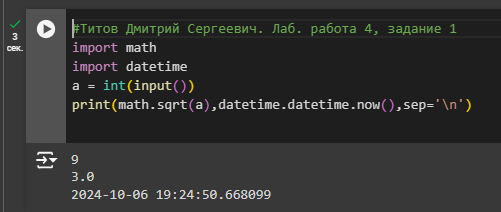 #Титов Дмитрий Сергеевич. Лаб. работа 4, задание 1
import math
import datetime
a = int(input())
print(math.sqrt(a),datetime.datetime.now(),sep='\n')
3
сек.
9
3.0
2024-10-06 19:24:50.668099